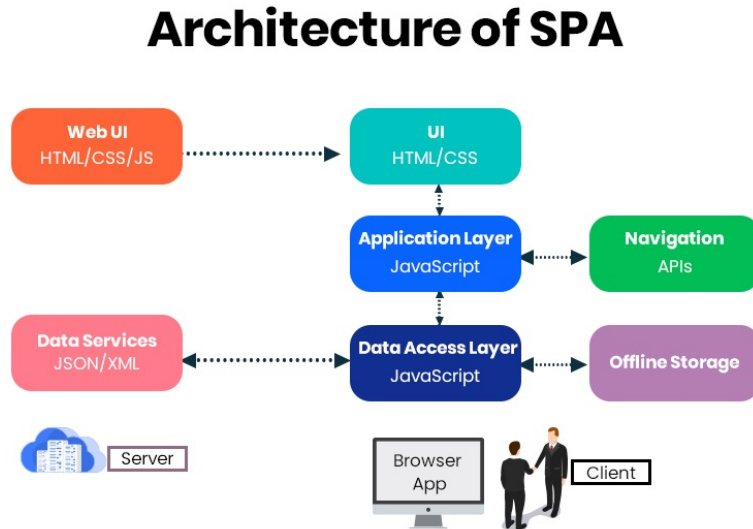 Architecture of SPA
Web UI
HTML/CSS/JS
UI
HTML/CSS
Application Layer
JavaScript
Navigation
APIs
Data Services
JSON/XML
Data Access Layer
JavaScript
Offline Storage
Server
Browser
App
Client